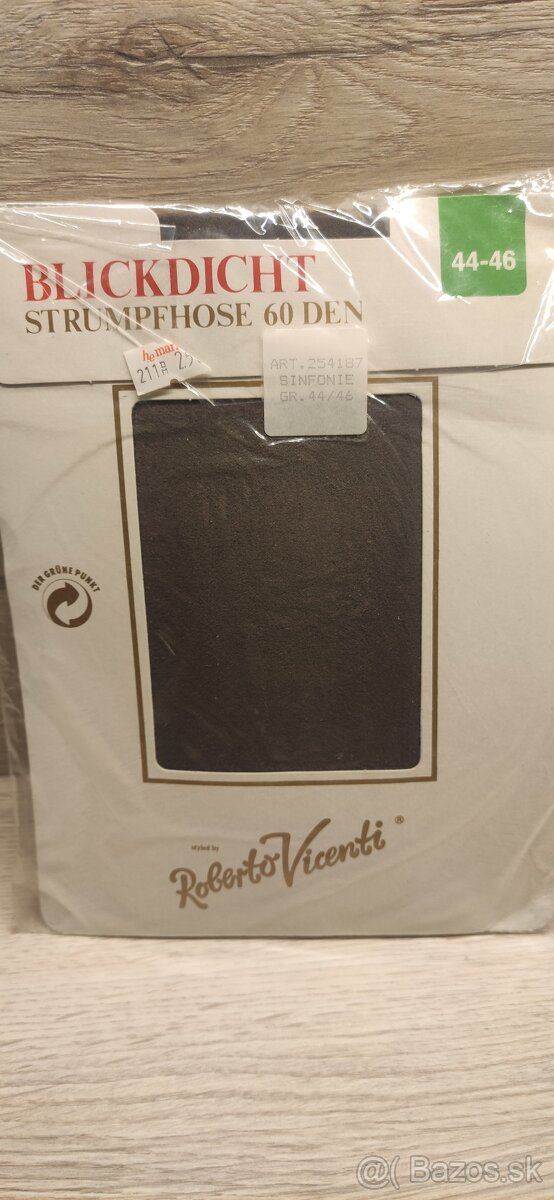 BLICKDICHT
STRUMPFHOSE 60 DEN
44-46
ART.254187
SINFONIE
GR.44/46
DER GRÜNE PUNKT
styled by
Roberto Vicenti ®
@( Bazos.sk